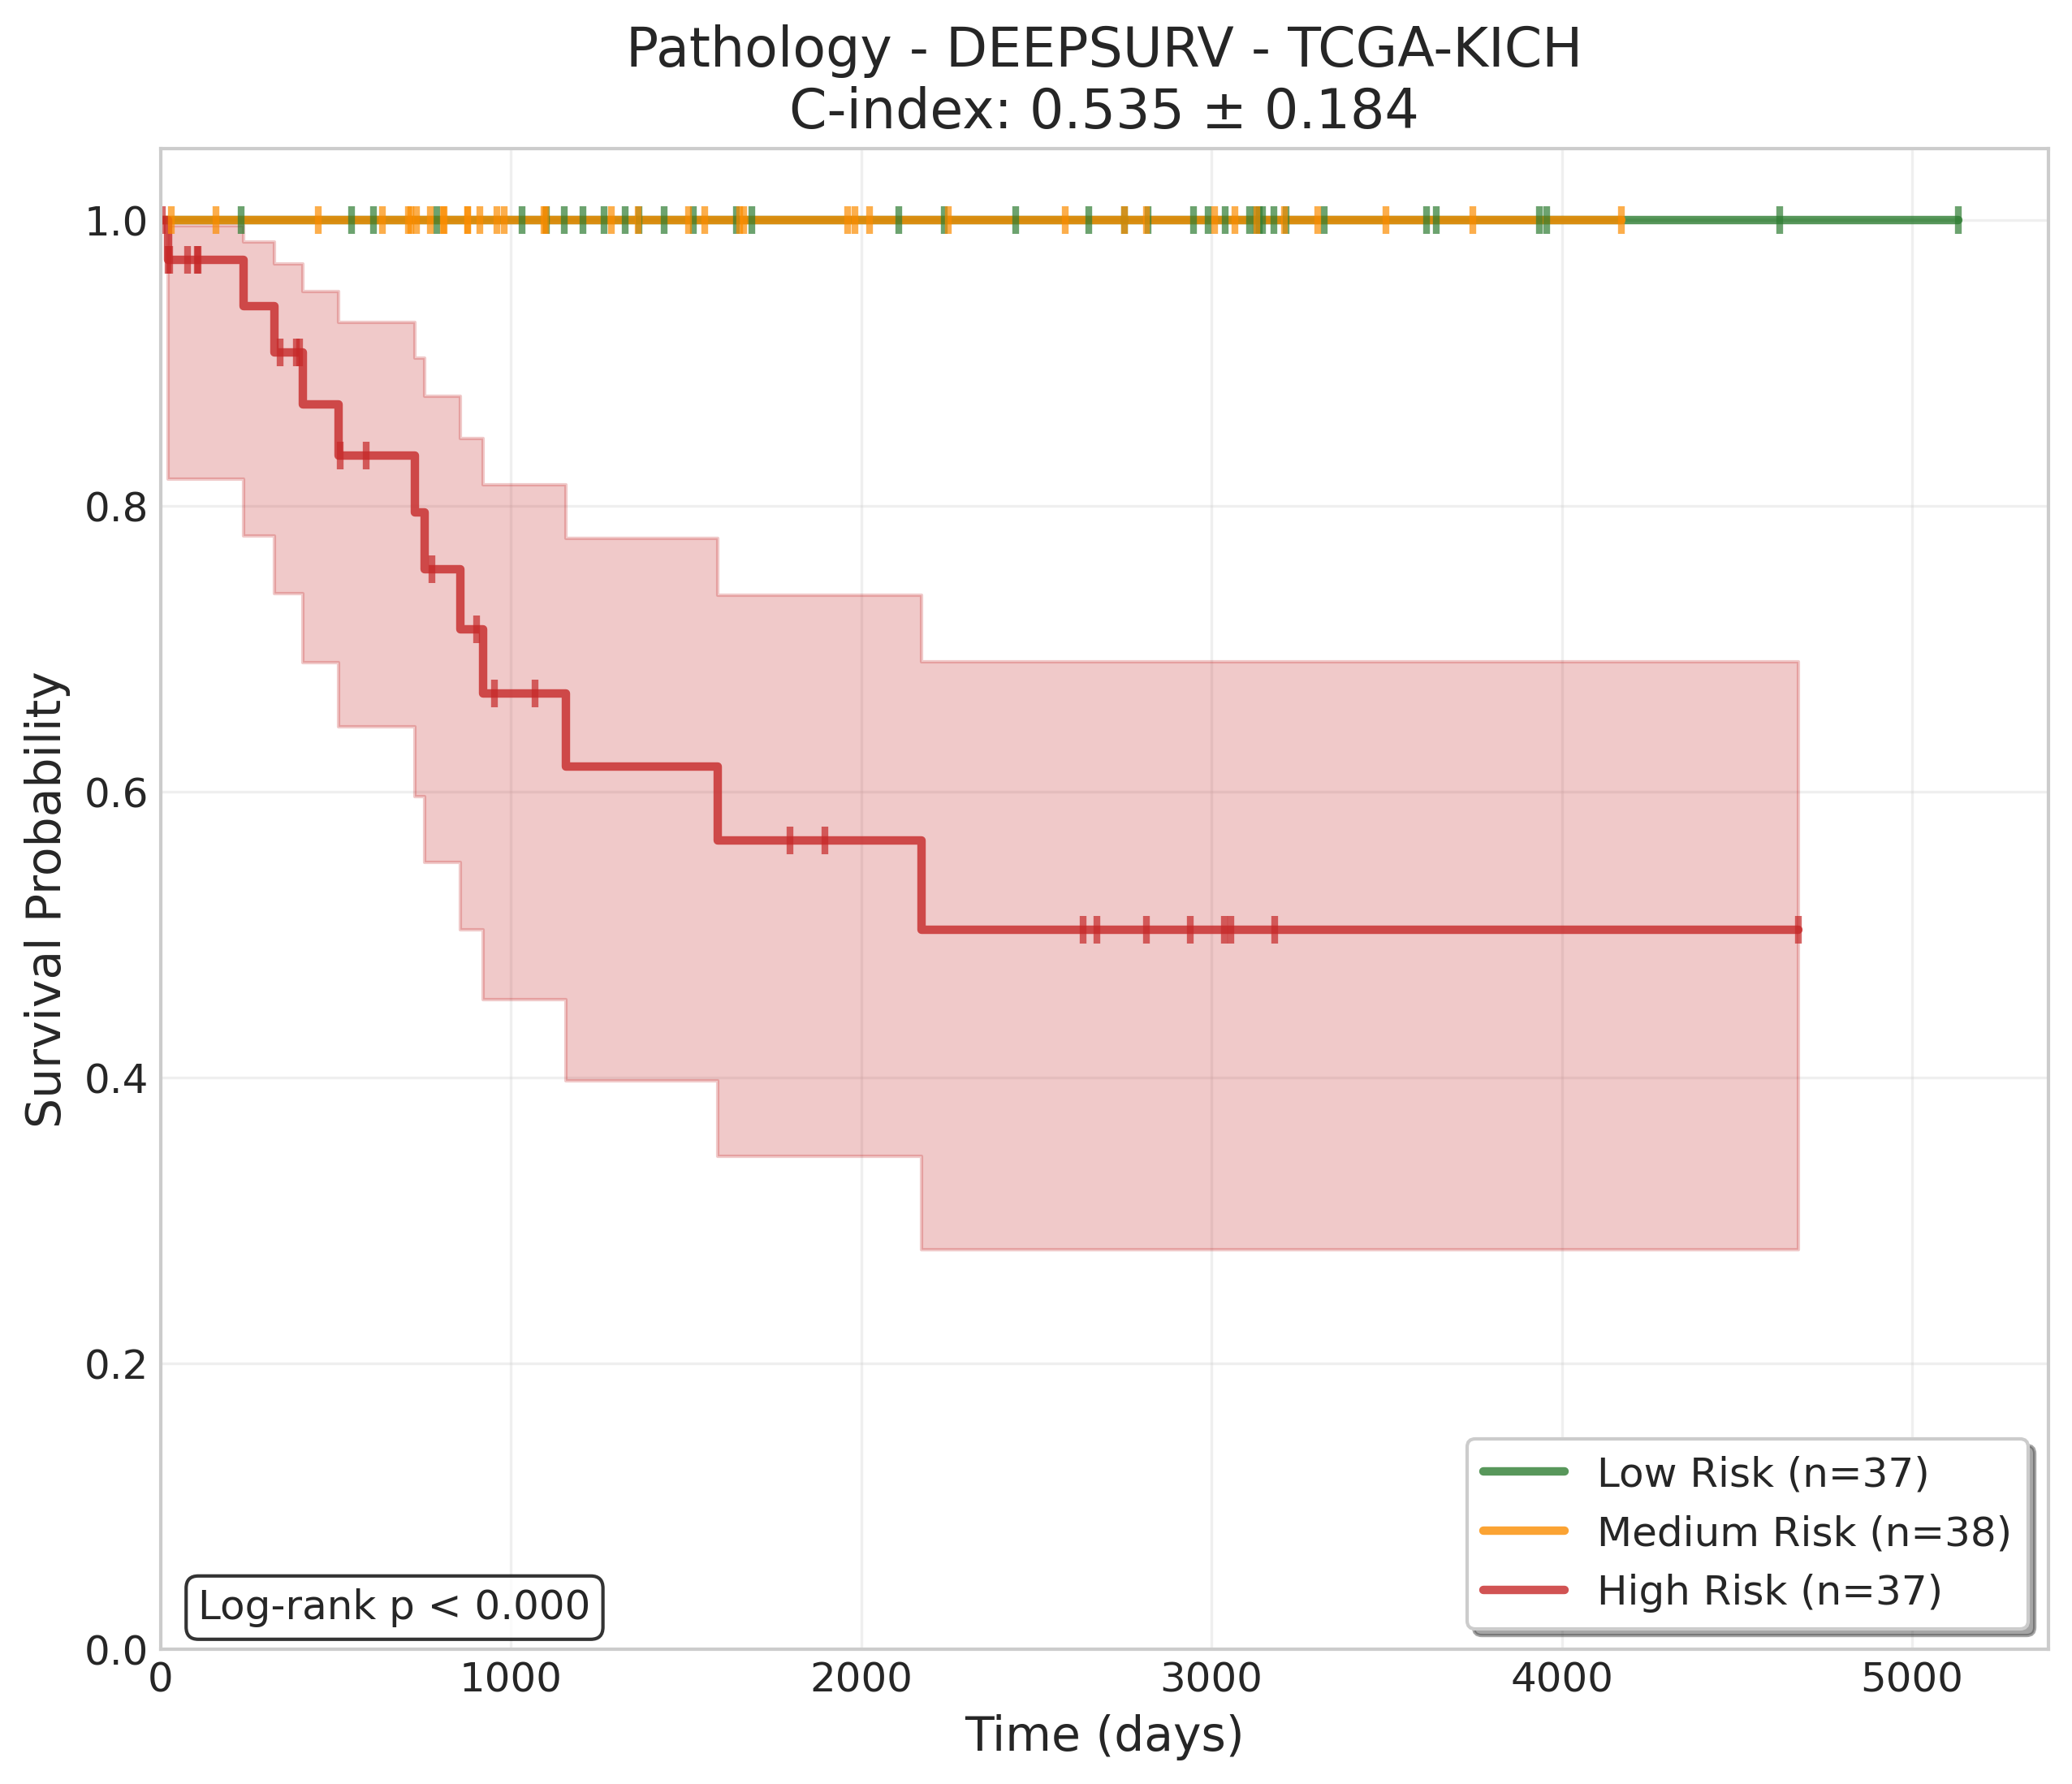 Pathology - DEEPSURV - TCGA-KICH
C-index: 0.535 ± 0.184
Survival Probability
1.0
0.8
0.6
0.4
0.2
0.0
Log-rank p < 0.000
Low Risk (n=37)
Medium Risk (n=38)
High Risk (n=37)
0 1000 2000 3000 4000 5000
Time (days)